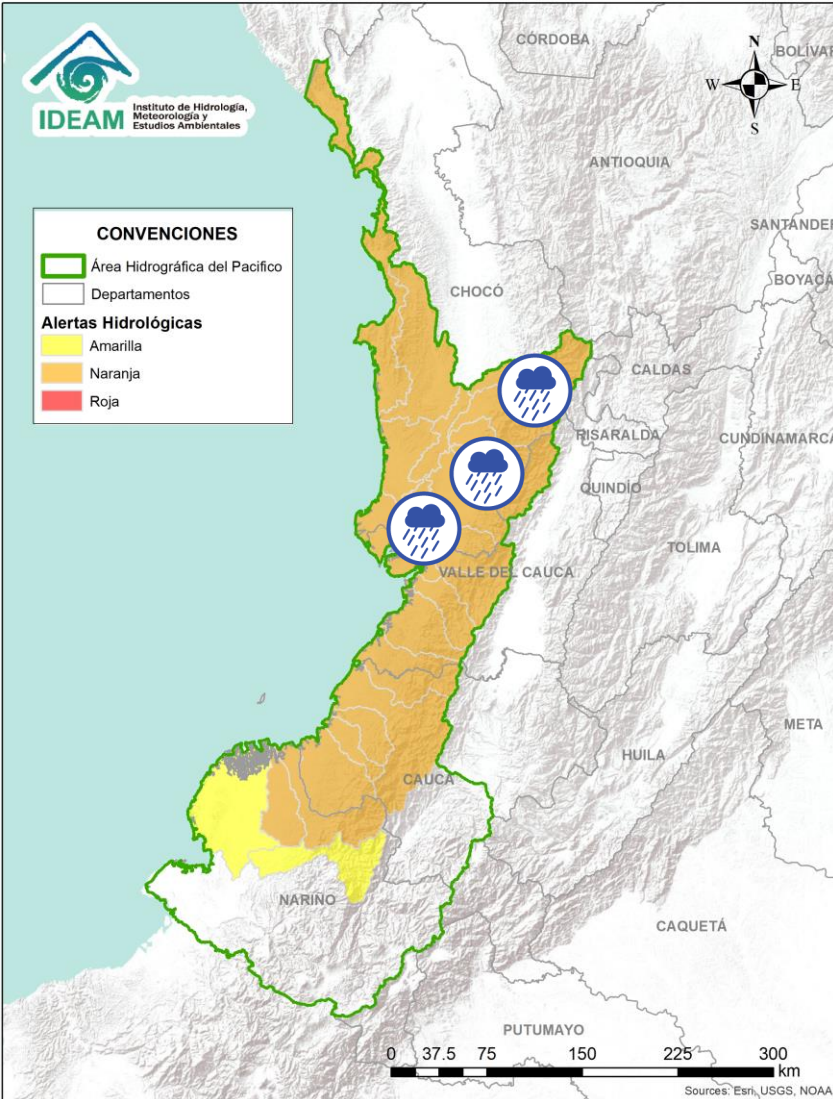 IDEAM
Instituto de Hidrología,
Meteorología y
Estudios Ambientales
CÓRDOBA
BOLÍVAR
N
W
E
S
ANTIOQUIA
SANTANDER
BOYACÁ
CONVENCIONES
Área Hidrográfica del Pacifico
Departamentos
Alertas Hidrológicas
Amarilla
Naranja
Roja
CHOCÓ
CALDAS
RISARALDA
CUNDINAMARCA
QUINDÍO
TOLIMA
VALLE DEL CAUCA
META
HUILA
CAUCA
NARIÑO
CAQUETÁ
PUTUMAYO
0 37.5 75 150 225 300
km
Sources: Esri, USGS, NOAA